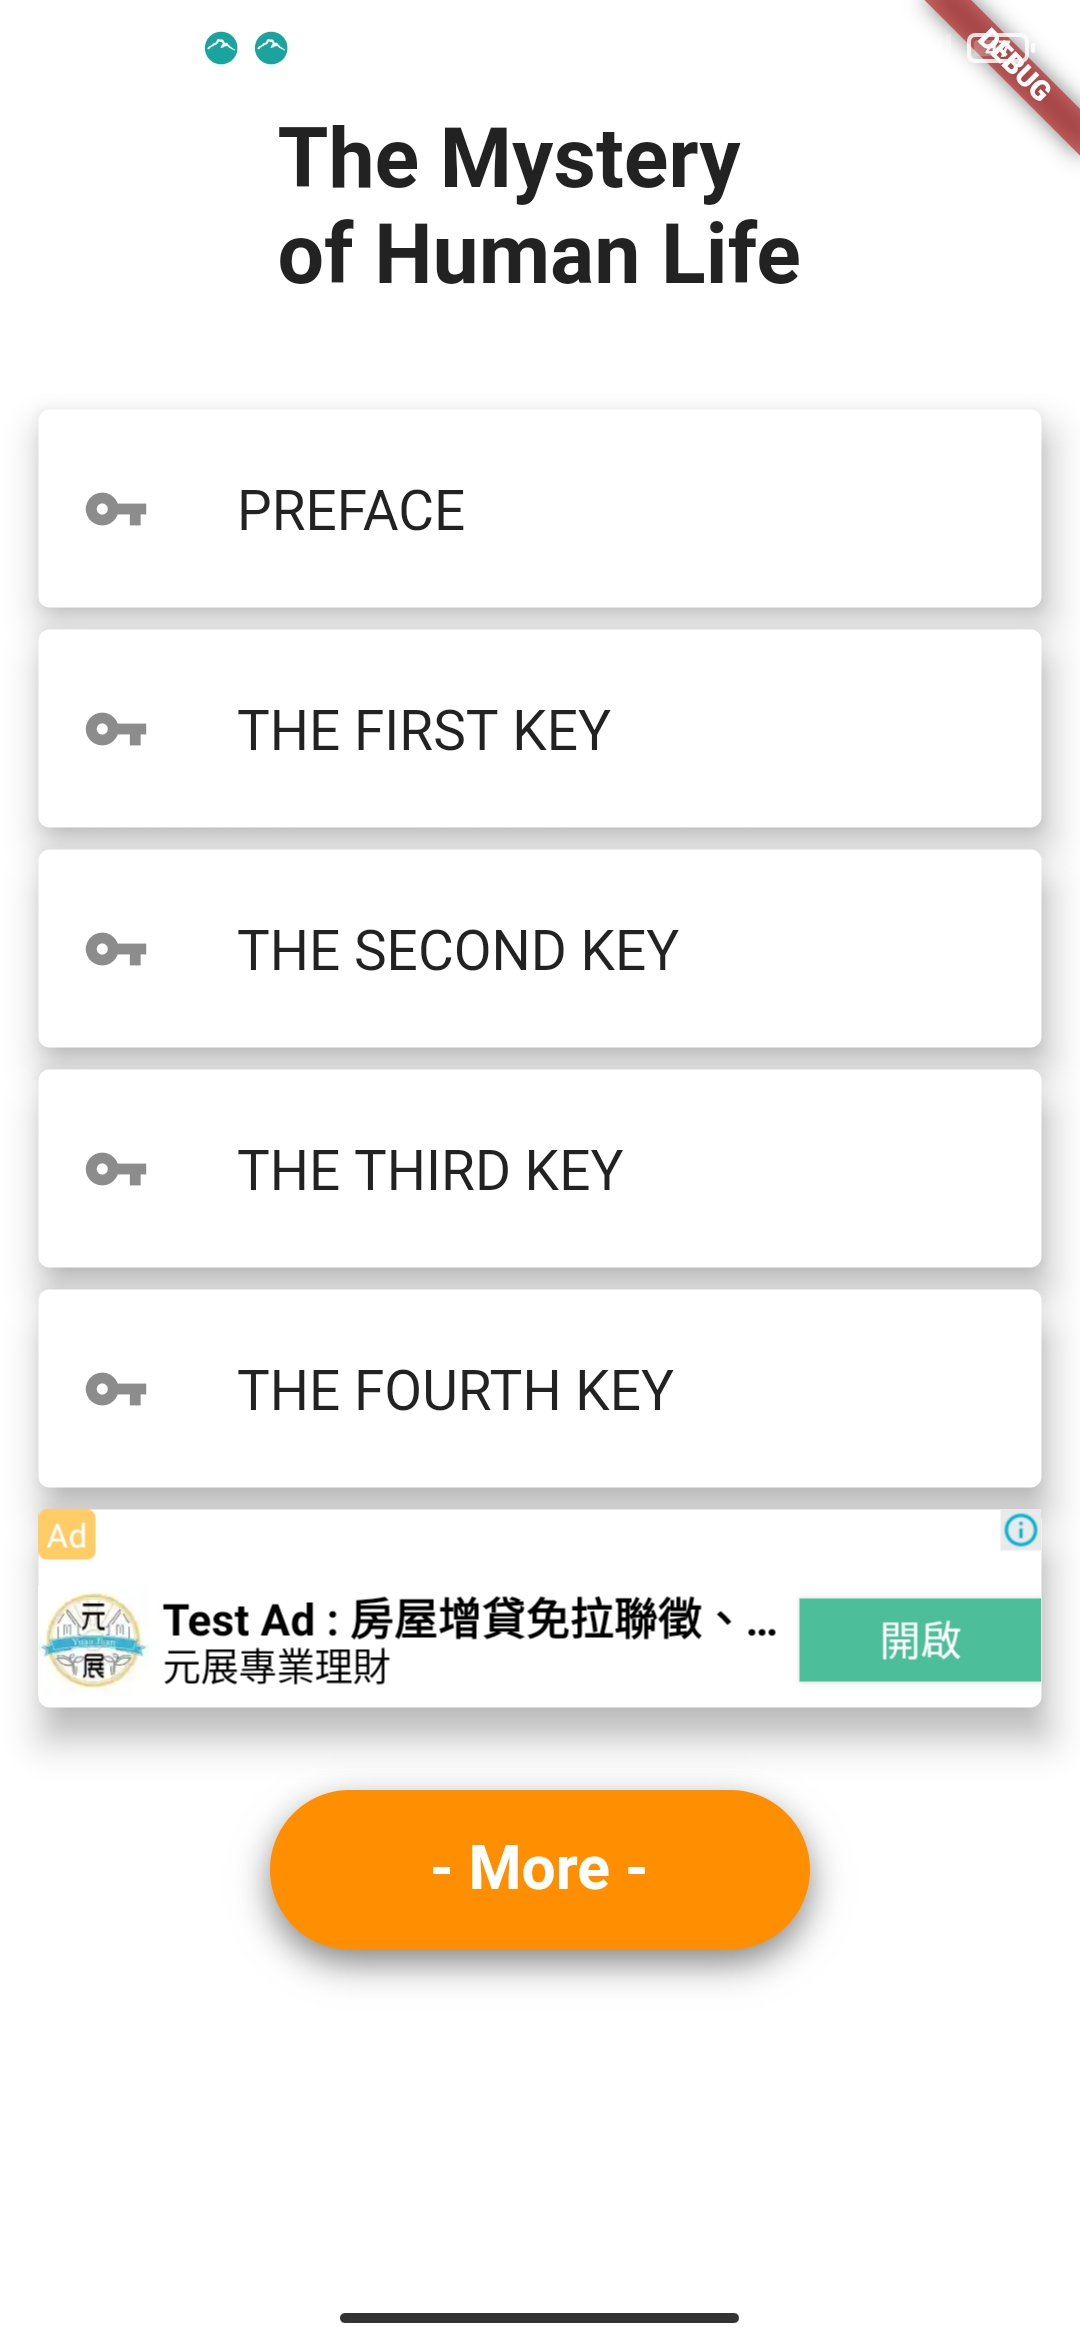 DEBUG
The Mystery
of Human Life
PREFACE
THE FIRST KEY
THE SECOND KEY
THE THIRD KEY
THE FOURTH KEY
Ad
元
Yuan Jhan
展
Test Ad : 房屋增貸免拉聯徵、...
元展專業理財
開啟
- More -